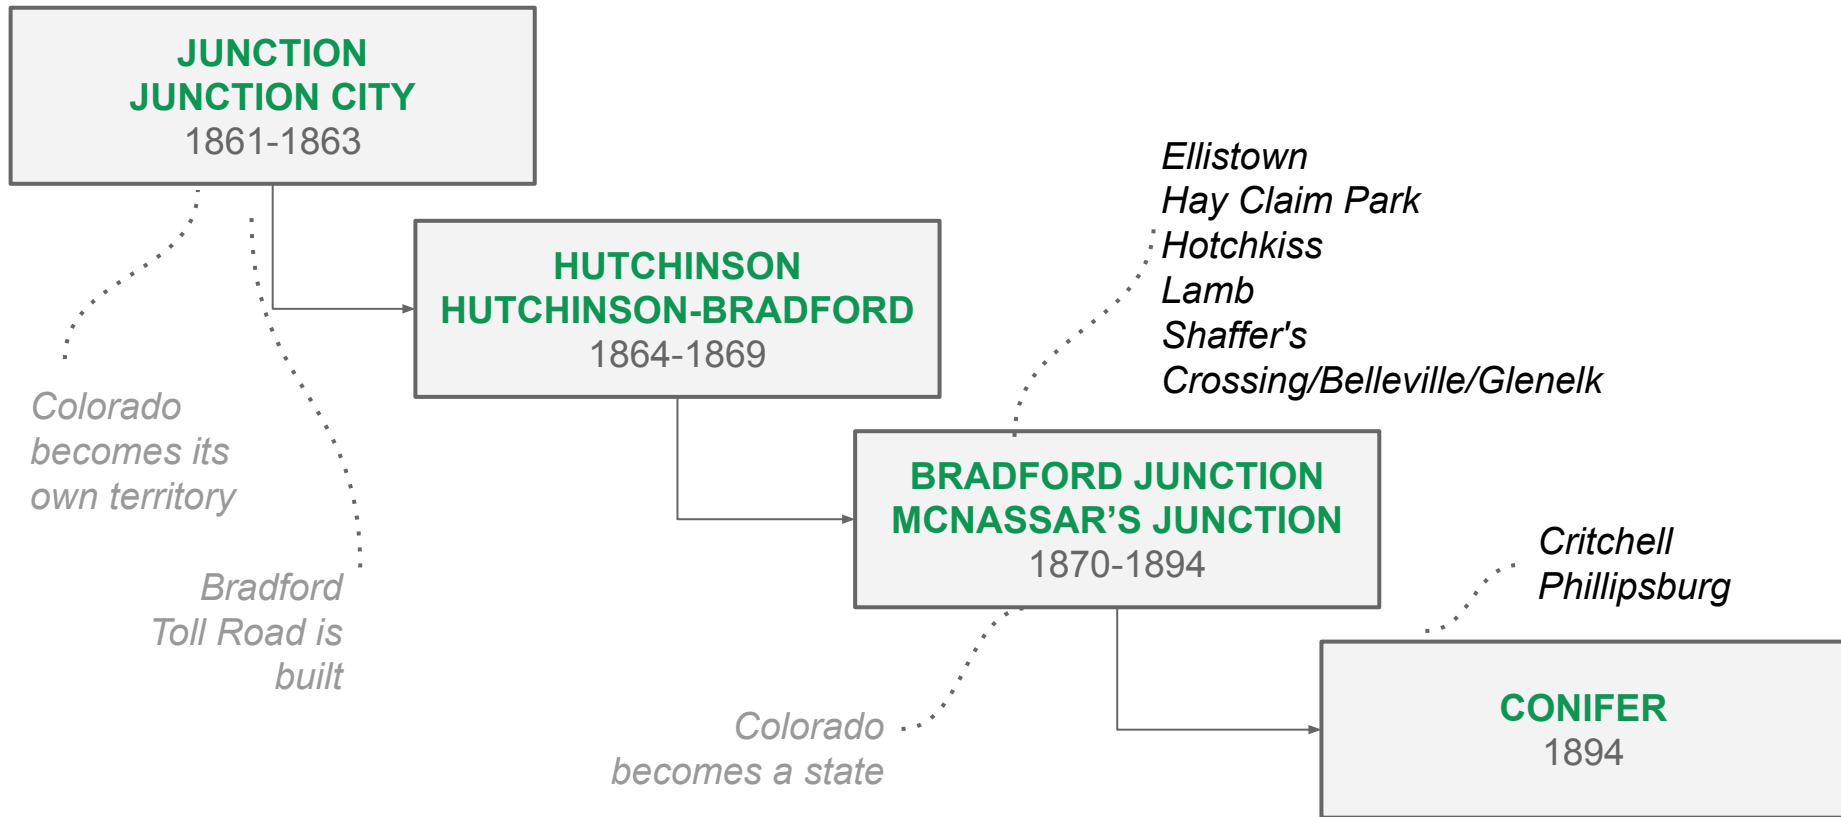 JUNCTION
JUNCTION CITY
1861-1863
HUTCHINSON
HUTCHINSON-BRADFORD
1864-1869
Ellistown
Hay Claim Park
Hotchkiss
Lamb
Shaffer's
Crossing/Belleville/Glenelk
Colorado
becomes its
own territory
Bradford
Toll Road is
built
BRADFORD JUNCTION
MCNASSAR’S JUNCTION
1870-1894
Colorado
becomes a state
Critchell
Phillipsburg
CONIFER
1894